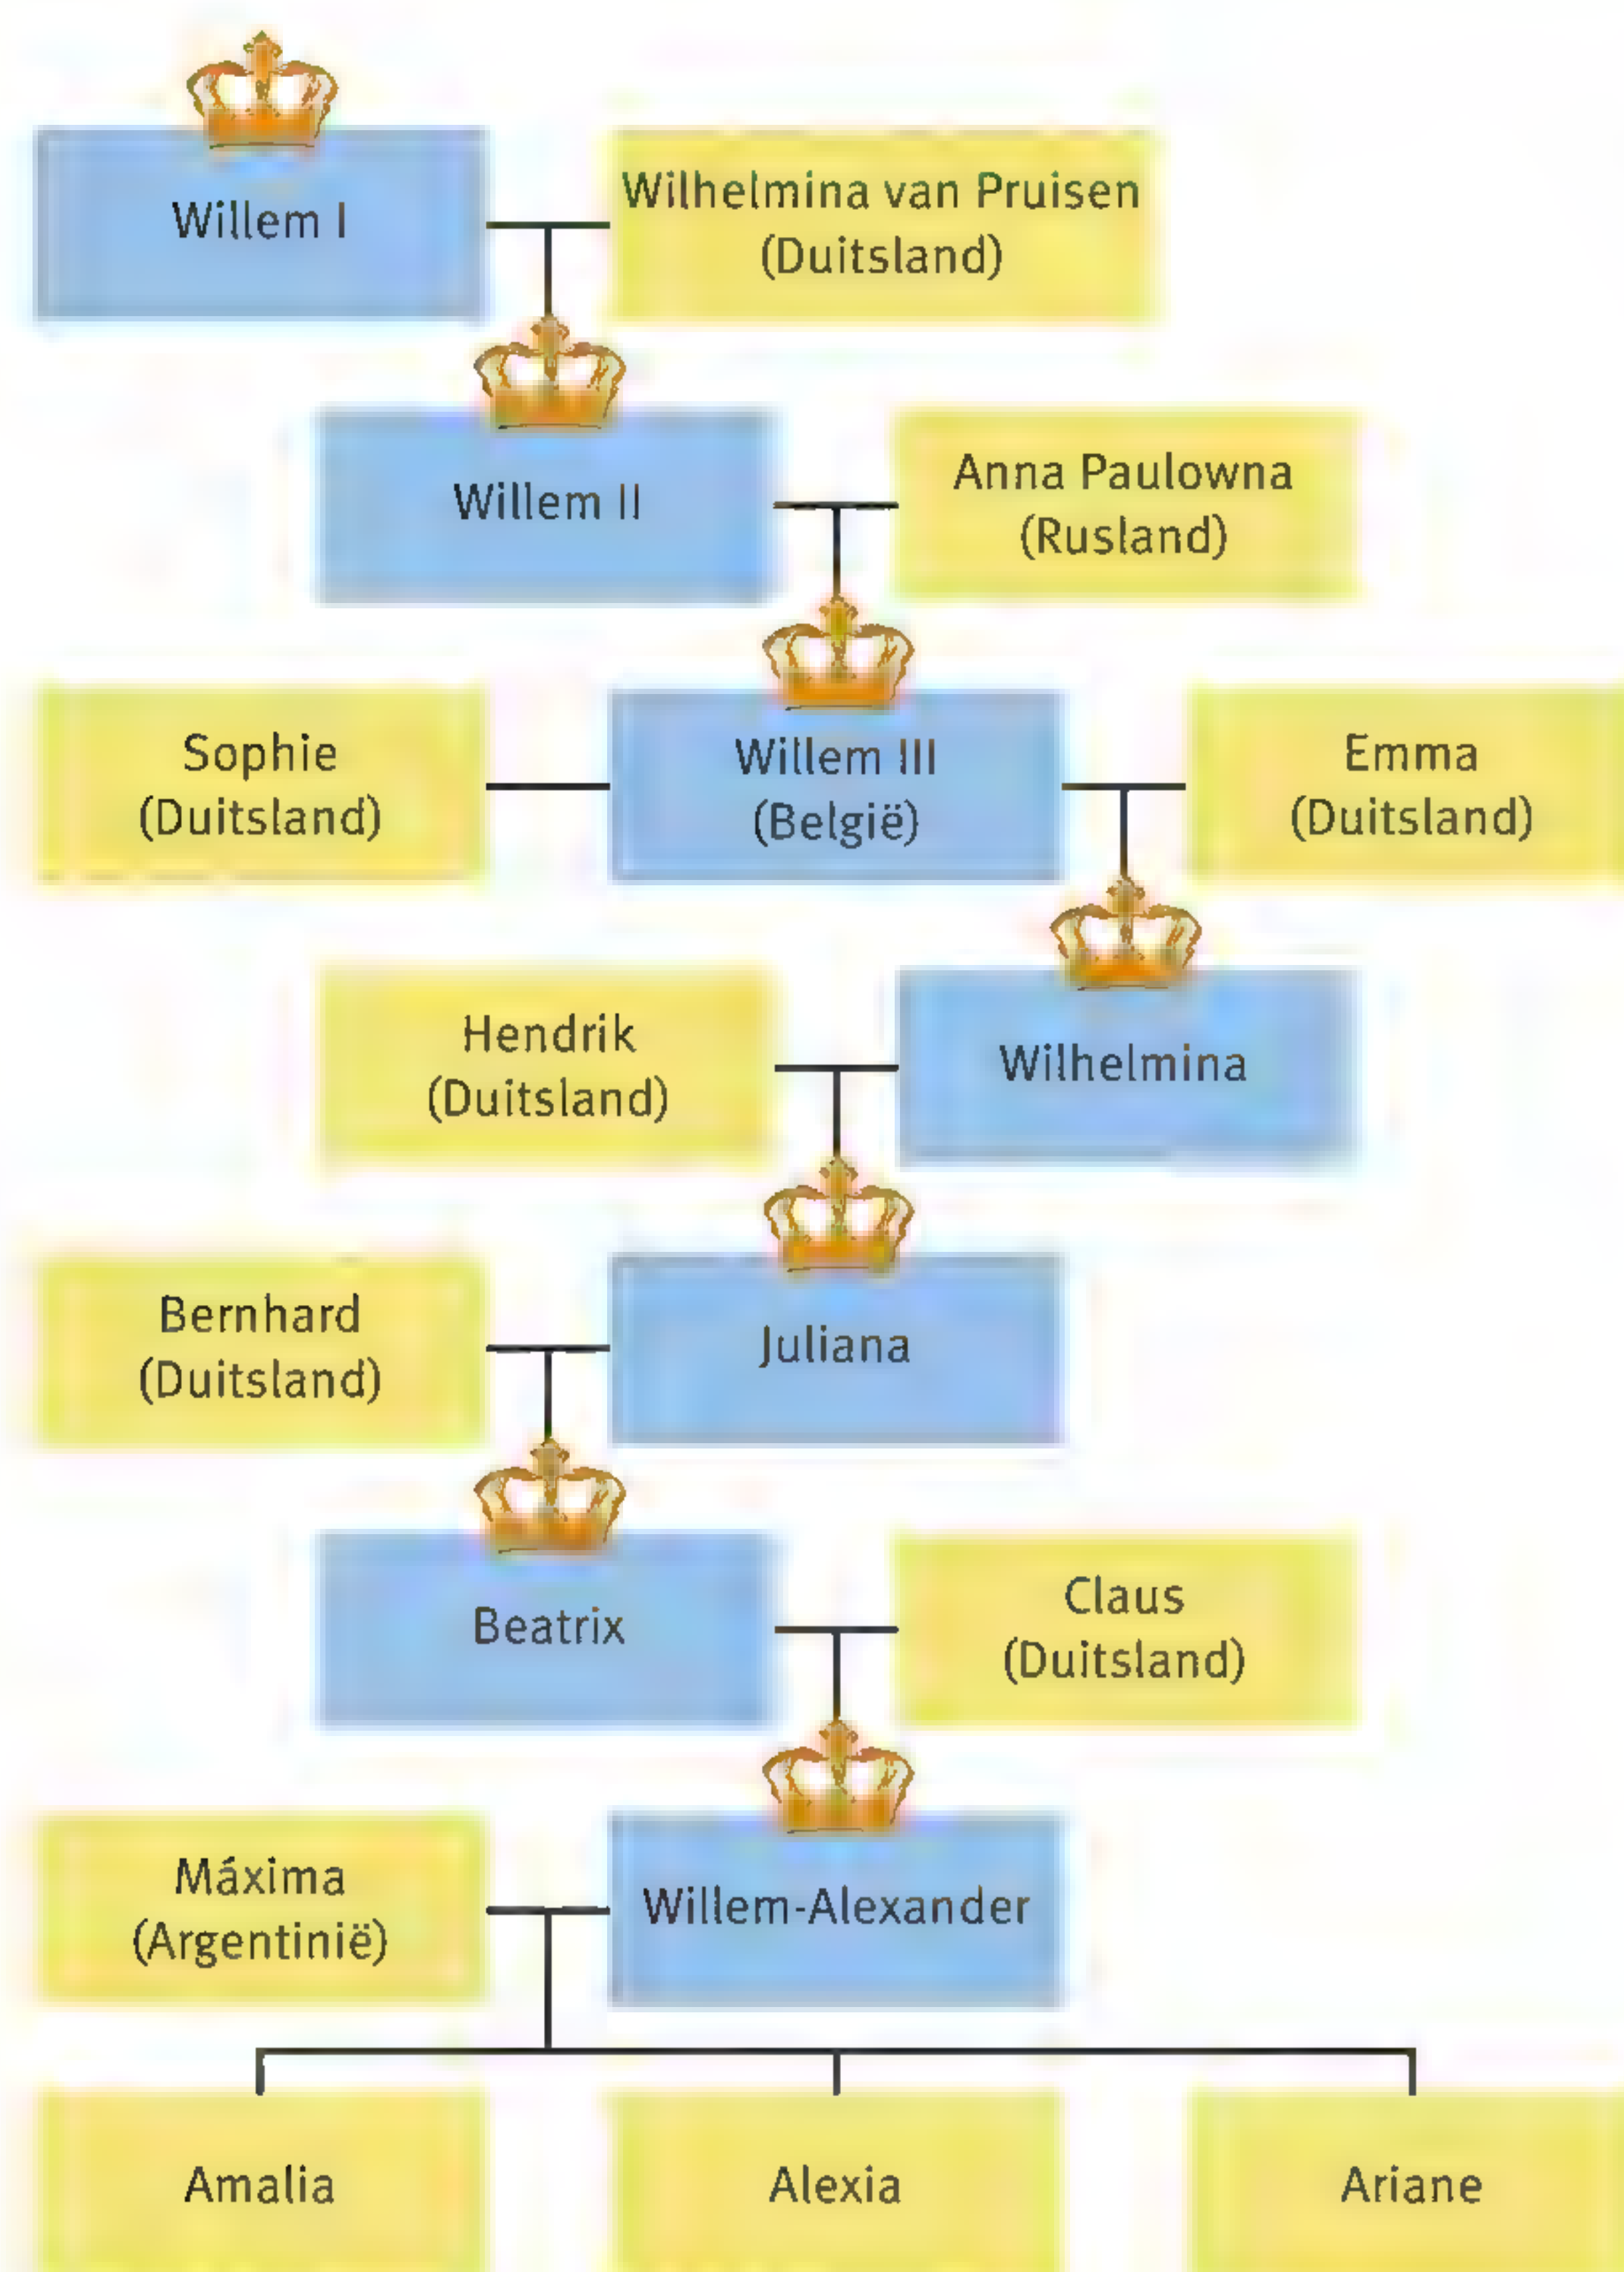 Willem I
Wilhelmina van Pruisen
(Duitsland)
Willem II
Anna Paulowna
(Rusland)
Sophie
(Duitsland)
Willem III
(België)
Emma
(Duitsland)
Hendrik
(Duitsland)
Wilhelmina
Bernhard
(Duitsland)
Juliana
Beatrix
Claus
(Duitsland)
Máxima
(Argentinië)
Willem-Alexander
Amalia
Alexia
Ariane